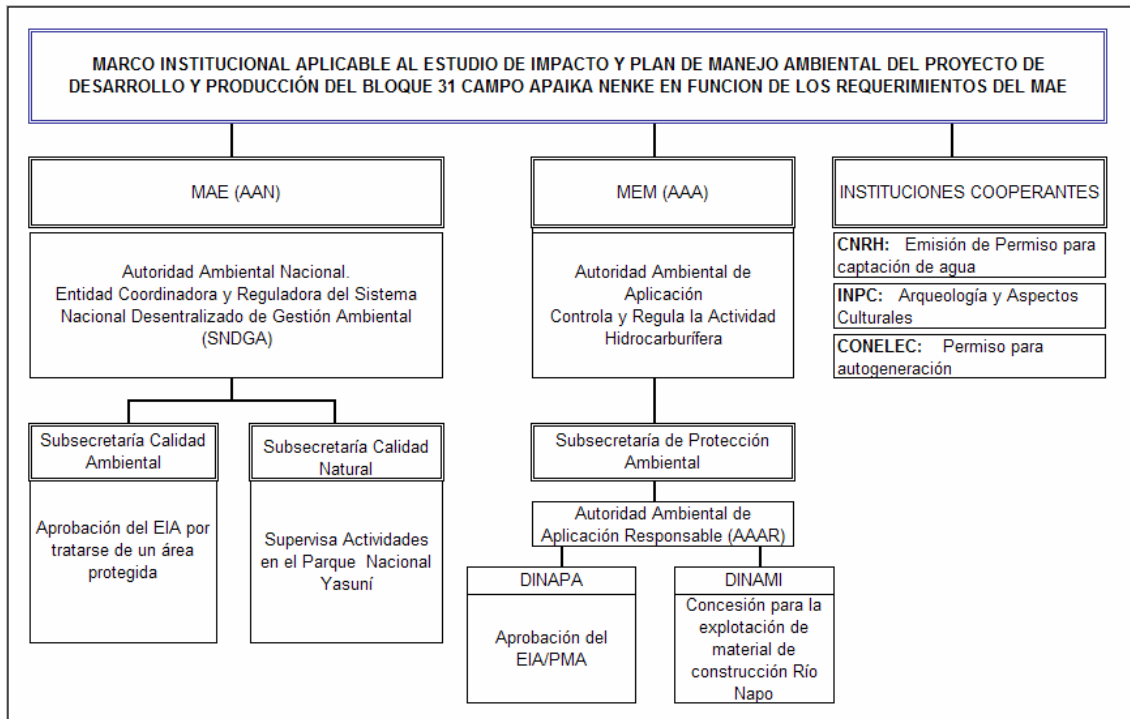 MARCO INSTITUCIONAL APLICABLE AL ESTUDIO DE IMPACTO Y PLAN DE MANEJO AMBIENTAL DEL PROYECTO DE
DESARROLLO Y PRODUCCIÓN DEL BLOQUE 31 CAMPO APAIKA NENKE EN FUNCION DE LOS REQUERIMIENTOS DEL MAE
MAE (AAN)
Autoridad Ambiental Nacional.
Entidad Coordinadora y Reguladora del Sistema
Nacional Desentralizado de Gestión Ambiental
(SNDGA)
Subsecretaría Calidad
Ambiental
Aprobación del EIA por
tratarse de un área
protegida
Subsecretaría Calidad
Natural
Supervisa Actividades
en el Parque Nacional
Yasuní
MEM (AAA)
Autoridad Ambiental de
Aplicación
Controla y Regula la Actividad
Hidrocarburífera
Subsecretaría de Protección
Ambiental
Autoridad Ambiental de
Aplicación Responsable (AAAR)
DINAPA
Aprobación del
EIA/PMA
DINAMI
Concesión para la
explotación de
material de
construcción Río
Napo
INSTITUCIONES COOPERANTES
CNRH: Emisión de Permiso para
captación de agua
INPC: Arqueología y Aspectos
Culturales
CONELEC: Permiso para
autogeneración